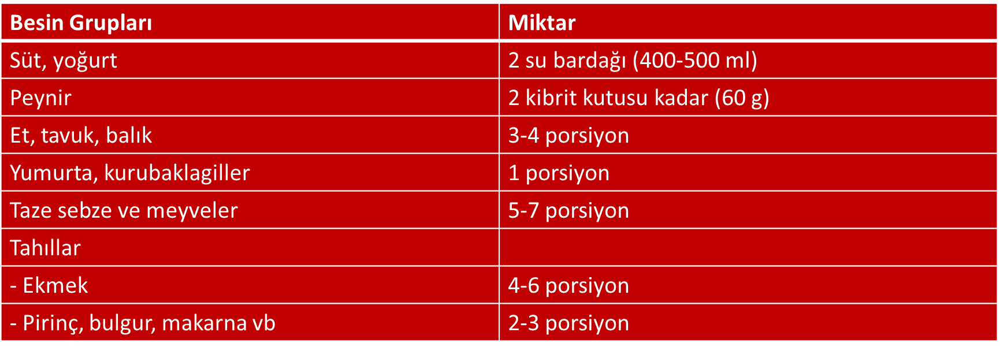 Besin Grupları Miktar
Süt, yoğurt 2 su bardağı (400-500 ml)
Peynir 2 kibrit kutusu kadar (60 g)
Et, tavuk, balık 3-4 porsiyon
Yumurta, kurubaklagiller 1 porsiyon
Taze sebze ve meyveler 5-7 porsiyon
Tahıllar
- Ekmek 4-6 porsiyon
- Pirinç, bulgur, makarna vb 2-3 porsiyon